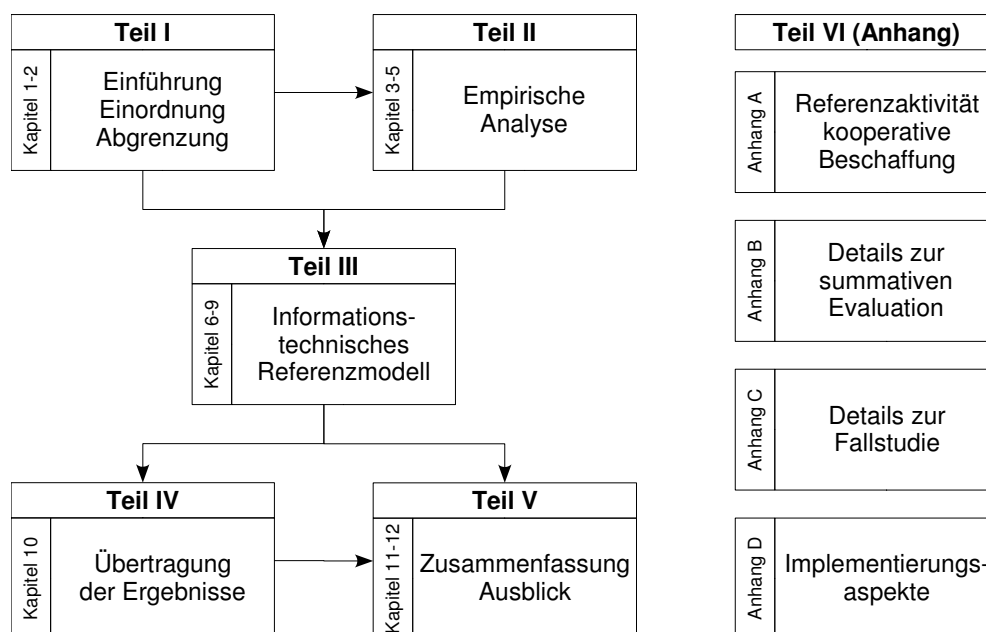 Teil I
Kapitel 1-2
Einführung
Einordnung
Abgrenzung
Teil II
Kapitel 3-5
Empirische
Analyse
Teil III
Kapitel 6-9
Informations-
technisches
Referenzmodell
Teil IV
Kapitel 10
Übertragung
der Ergebnisse
Teil V
Kapitel 11-12
Zusammenfassung
Ausblick
Teil VI (Anhang)
Anhang A
Referenzaktivität
kooperative
Beschaffung
Anhang B
Details zur
summativen
Evaluation
Anhang C
Details zur
Fallstudie
Anhang D
Implementierungs-
aspekte